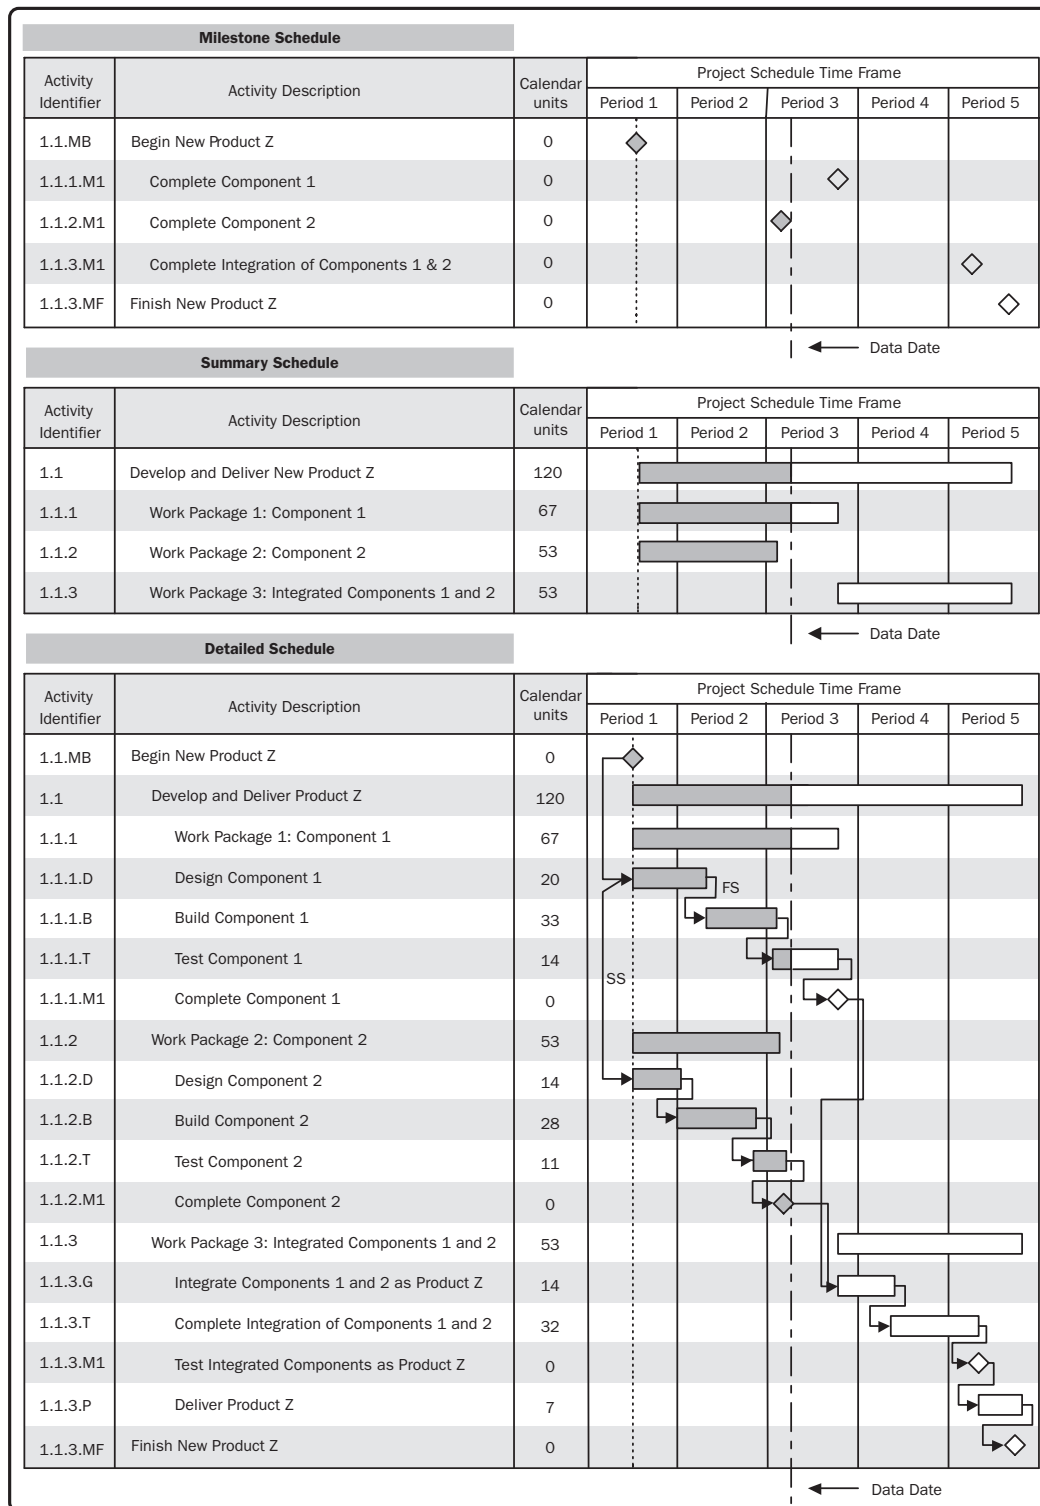 Milestone Schedule
Activity Identifier Activity Description Calendar units Project Schedule Time Frame
Period 1 Period 2 Period 3 Period 4 Period 5
1.1.MB Begin New Product Z 0
1.1.1.M1 Complete Component 1 0
1.1.2.M1 Complete Component 2 0
1.1.3.M1 Complete Integration of Components 1 & 2 0
1.1.3.MF Finish New Product Z 0
Data Date
Summary Schedule
Activity Identifier Activity Description Calendar units Project Schedule Time Frame
Period 1 Period 2 Period 3 Period 4 Period 5
1.1 Develop and Deliver New Product Z 120
1.1.1 Work Package 1: Component 1 67
1.1.2 Work Package 2: Component 2 53
1.1.3 Work Package 3: Integrated Components 1 and 2 53
Data Date
Detailed Schedule
Activity Identifier Activity Description Calendar units Project Schedule Time Frame
Period 1 Period 2 Period 3 Period 4 Period 5
1.1.MB Begin New Product Z 0
1.1 Develop and Deliver Product Z 120
1.1.1 Work Package 1: Component 1 67
1.1.1.D Design Component 1 20 FS
1.1.1.B Build Component 1 33
1.1.1.T Test Component 1 14 SS
1.1.1.M1 Complete Component 1 0
1.1.2 Work Package 2: Component 2 53
1.1.2.D Design Component 2 14
1.1.2.B Build Component 2 28
1.1.2.T Test Component 2 11
1.1.2.M1 Complete Component 2 0
1.1.3 Work Package 3: Integrated Components 1 and 2 53
1.1.3.G Integrate Components 1 and 2 as Product Z 14
1.1.3.T Complete Integration of Components 1 and 2 32
1.1.3.M1 Test Integrated Components as Product Z 0
1.1.3.P Deliver Product Z 7
1.1.3.MF Finish New Product Z 0
Data Date